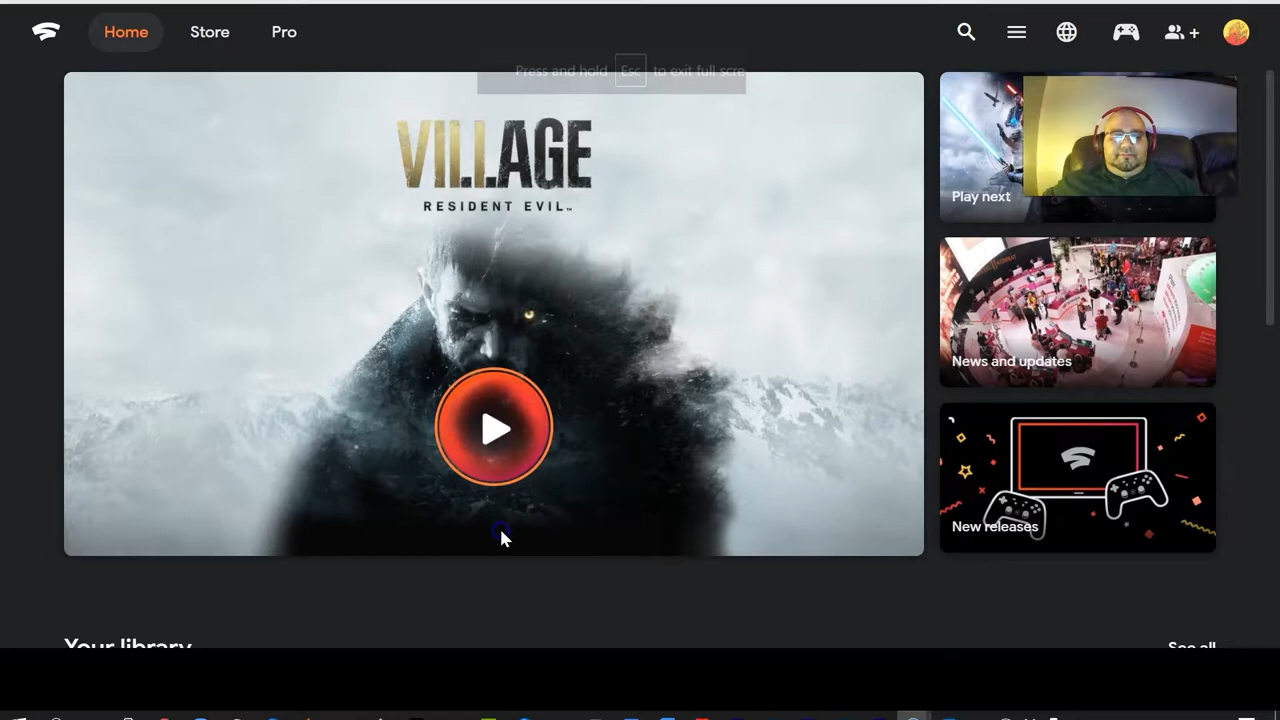 Home Store Pro
Press and hold Esc to exit full scre
VILLAGE
RESIDENT EVIL™
Play next
News and updates
New releases
Your library
See all